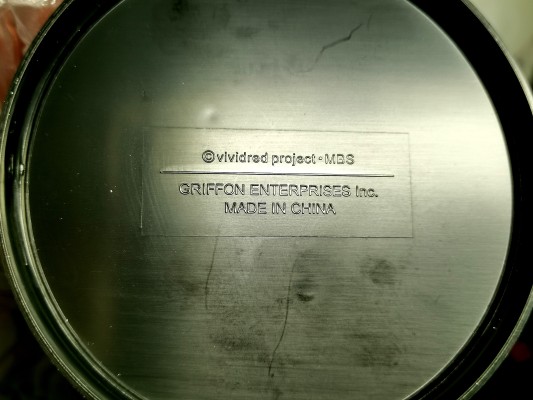 ©vividred project・MBS
GRIFFON ENTERPRISES Inc.
MADE IN CHINA